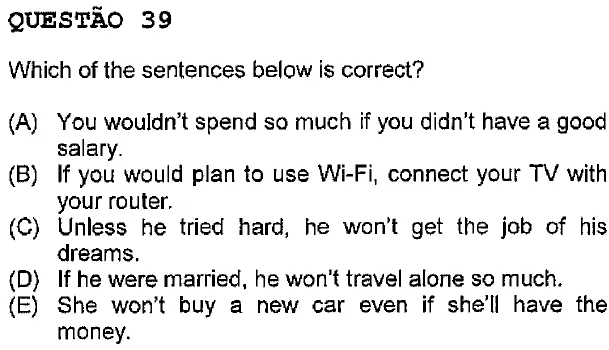 QUESTÃO 39
Which of the sentences below is correct?
(A) You wouldn't spend so much if you didn't have a good
salary.
(B) If you would plan to use Wi-Fi, connect your TV with
your router.
(C) Unless he tried hard, he won't get the job of his
dreams.
(D) If he were married, he won't travel alone so much.
(E) She won't buy a new car even if she'll have the
money.